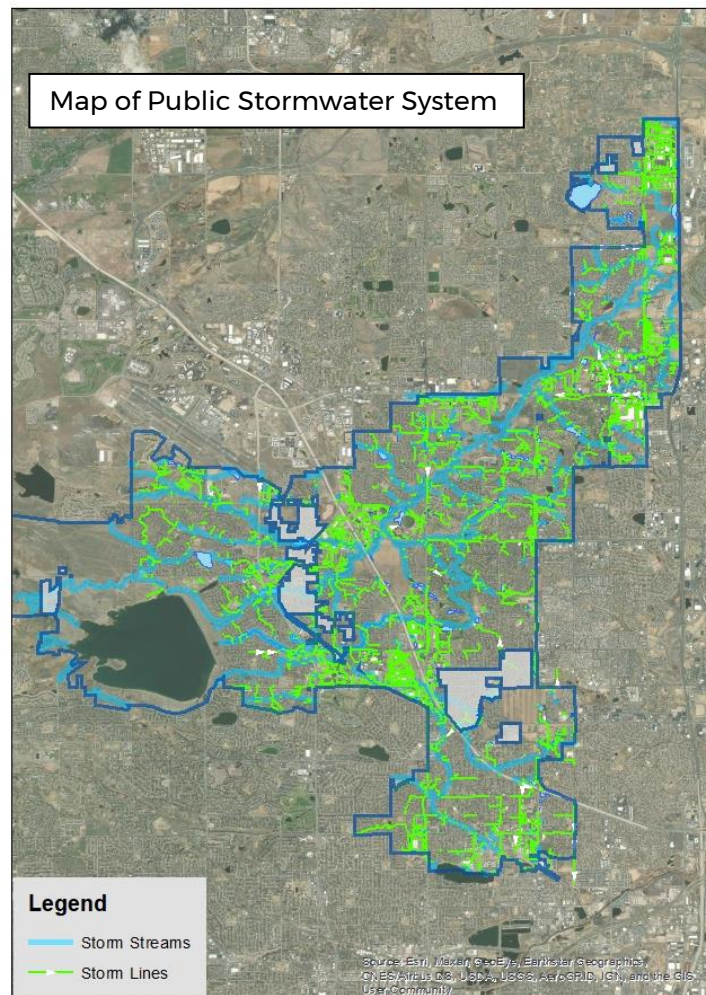 Map of Public Stormwater System
Legend
Storm Streams
Storm Lines
Source: Esri, Maxar, GeoEye, Earthstar Geographics,
CNES/Airbus DS, USDA, USGS, AeroGRID, IGN, and the GIS
User Community